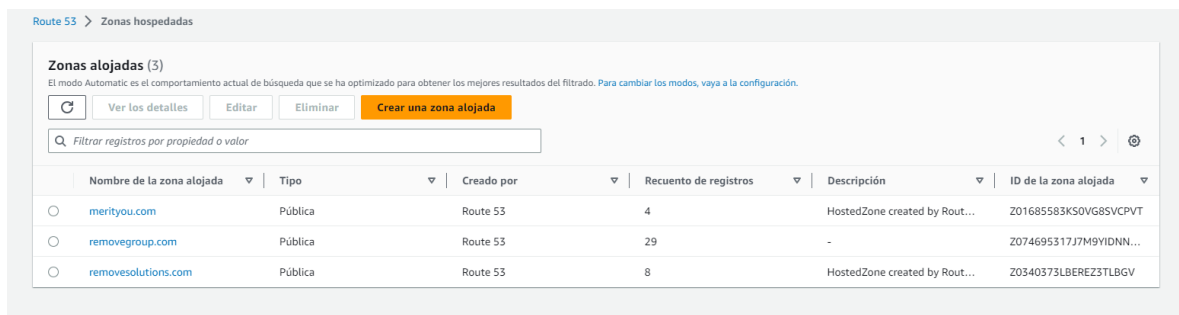 Route 53 > Zonas hospedadas
Zonas alojadas (3)
El modo Automatic es el comportamiento actual de búsqueda que se ha optimizado para obtener los mejores resultados del filtrado. Para cambiar los modos, vaya a la configuración.
Ver los detalles Editar Eliminar Crear una zona alojada
Filtrar registros por propiedad o valor < 1 >
Nombre de la zona alojada Tipo Creado por Recuento de registros Descripción ID de la zona alojada
merityou.com Pública Route 53 4 HostedZone created by Rout... Z01685583KS0VG8SVCPVT
removegroup.com Pública Route 53 29 - Z074695317J7M9YIDNN...
removesolutions.com Pública Route 53 8 HostedZone created by Rout... Z0340373LBEREZ3TLBGV